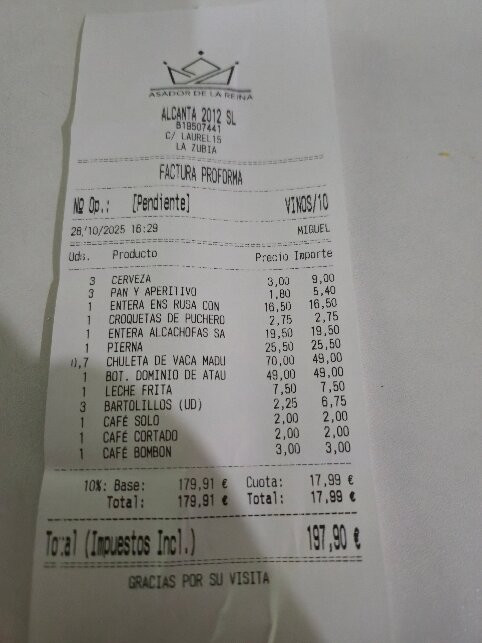 ASADOR DE LA REINA
ALCANTA 2012 SL
B19507441
C/ LAUREL15
LA ZUBIA
FACTURA PROFORMA
Nº Op.: [Pendiente] VINOS/10
28/10/2025 16:29 MIGUEL
Uds. Producto Precio Importe
3 CERVEZA 3,00 9,00
3 PAN Y APERITIVO 1,80 5,40
1 ENTERA ENS RUSA CON 16,50 16,50
1 CROQUETAS DE PUCHERO 2,75 2,75
1 ENTERA ALCACHOFAS SA 19,50 19,50
1 PIERNA 25,50 25,50
0,7 CHULETA DE VACA MADU 70,00 49,00
1 BOT. DOMINIO DE ATAU 49,00 49,00
1 LECHE FRITA 7,50 7,50
3 BARTOLILLOS (UD) 2,25 6,75
1 CAFÉ SOLO 2,00 2,00
1 CAFÉ CORTADO 2,00 2,00
1 CAFÉ BOMBON 3,00 3,00
10%: Base: 179,91 € Cuota: 17,99 €
Total: 179,91 € Total: 17,99 €
Total (Impuestos Incl.) 197,90 €
GRACIAS POR SU VISITA